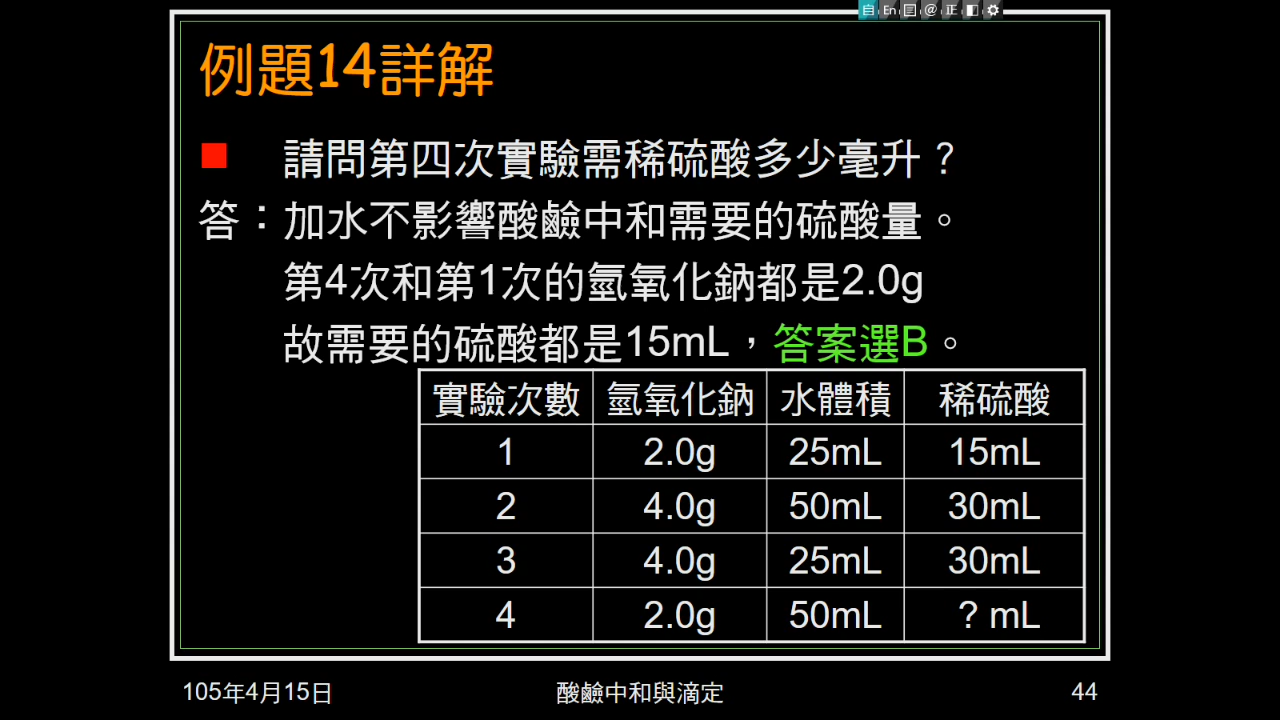 自 En @ 正
例題14詳解
請問第四次實驗需稀硫酸多少毫升？
答：加水不影響酸鹼中和需要的硫酸量。
第4次和第1次的氫氧化鈉都是2.0g
故需要的硫酸都是15mL，答案選B。
實驗次數 氫氧化鈉 水體積 稀硫酸
1 2.0g 25mL 15mL
2 4.0g 50mL 30mL
3 4.0g 25mL 30mL
4 2.0g 50mL ？mL
105年4月15日 酸鹼中和與滴定 44